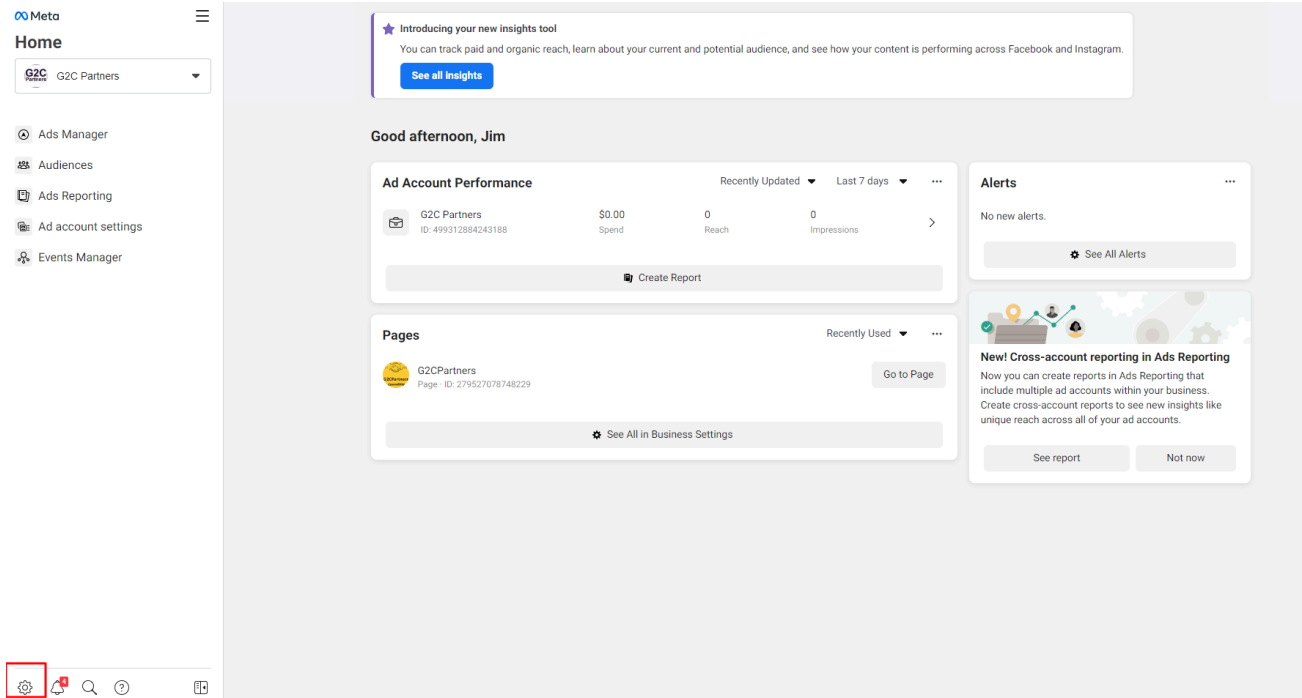 Meta
Home
G2C Partners
G2C Partners
Ads Manager
Audiences
Ads Reporting
Ad account settings
Events Manager
4
Introducing your new insights tool
You can track paid and organic reach, learn about your current and potential audience, and see how your content is performing across Facebook and Instagram.
See all insights
Good afternoon, Jim
Ad Account Performance
Recently Updated
Last 7 days
G2C Partners
$0.00
0
0
ID: 499312884243188
Spend
Reach
Impressions
Create Report
Pages
Recently Used
G2CPartners
G2CPartners
Page · ID: 279527078748229
Go to Page
See All in Business Settings
Alerts
No new alerts.
See All Alerts
New! Cross-account reporting in Ads Reporting
Now you can create reports in Ads Reporting that
include multiple ad accounts within your business.
Create cross-account reports to see new insights like
unique reach across all of your ad accounts.
See report
Not now